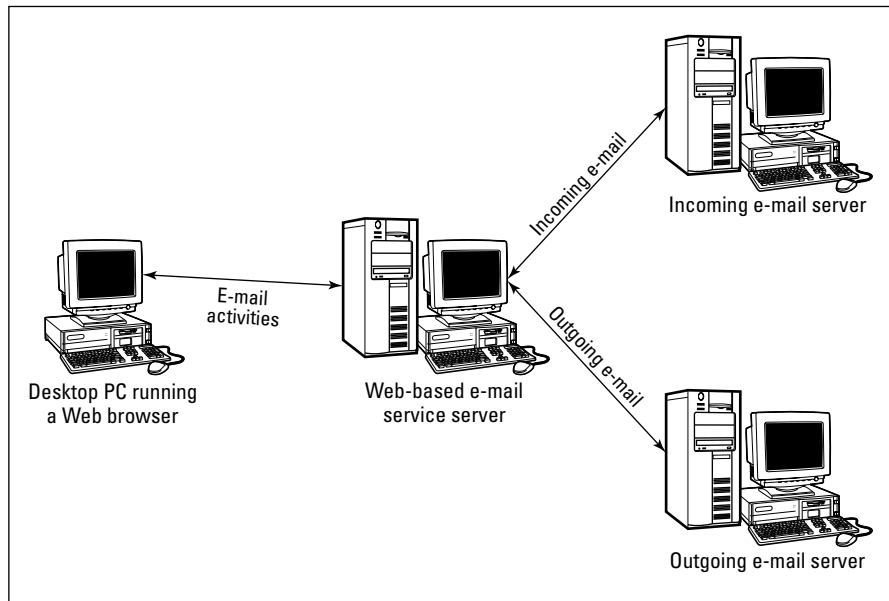 Incoming e-mail
Incoming e-mail server
E-mail
activities
Desktop PC running
a Web browser
Web-based e-mail
service server
Outgoing e-mail
Outgoing e-mail server